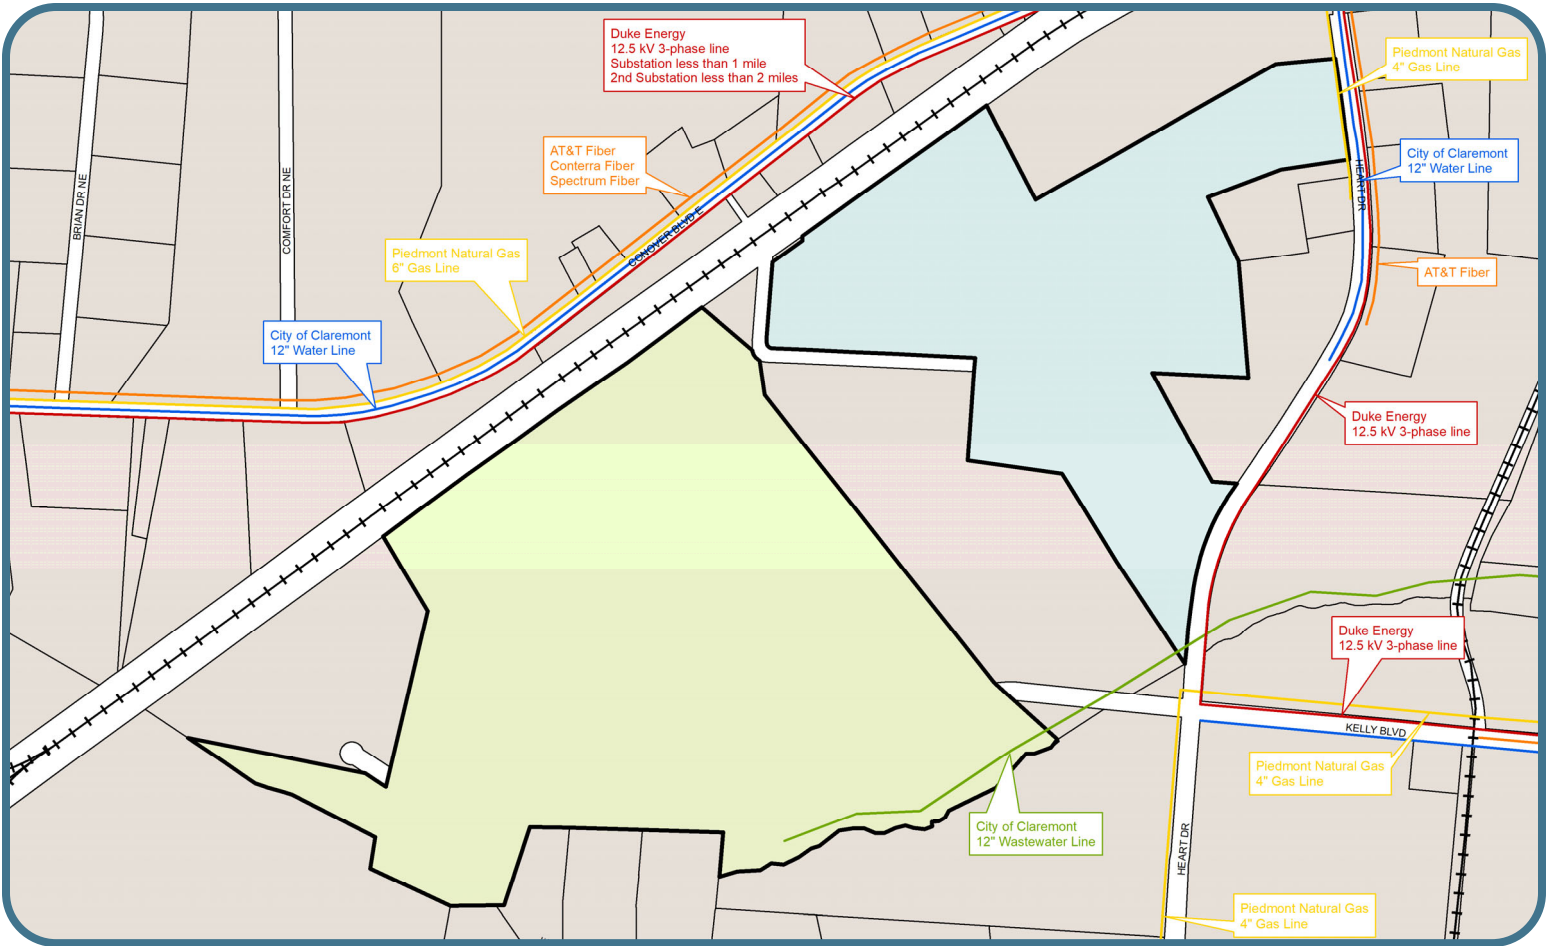 Duke Energy
12.5 kV 3-phase line
Substation less than 1 mile
2nd Substation less than 2 miles
Piedmont Natural Gas
4" Gas Line
AT&T Fiber
Conterra Fiber
Spectrum Fiber
City of Claremont
12" Water Line
HEART DR
BRIAN DR NE
COMFORT DR NE
CONOVER BLVD E
Piedmont Natural Gas
6" Gas Line
AT&T Fiber
City of Claremont
12" Water Line
Duke Energy
12.5 kV 3-phase line
Duke Energy
12.5 kV 3-phase line
KELLY BLVD
Piedmont Natural Gas
4" Gas Line
City of Claremont
12" Wastewater Line
HEART DR
Piedmont Natural Gas
4" Gas Line